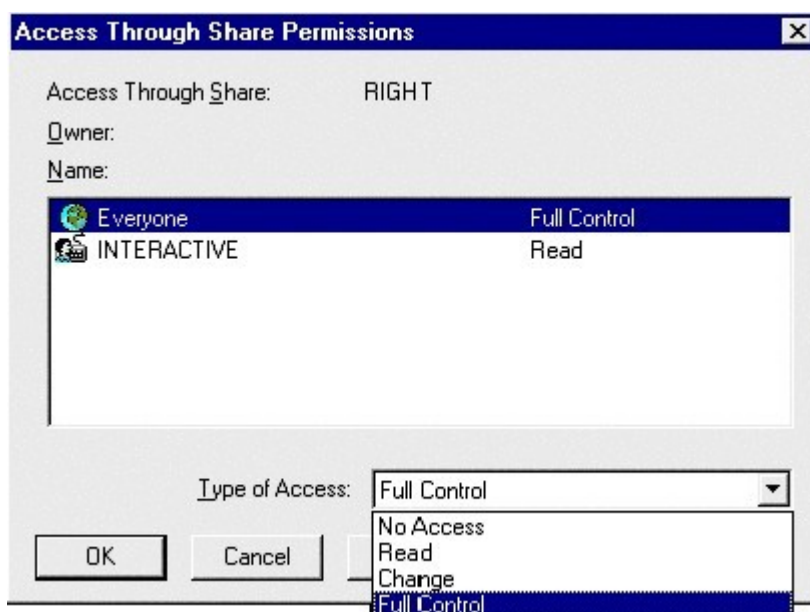 Access Through Share Permissions
Access Through Share: RIGHT
Owner:
Name:
Everyone Full Control
INTERACTIVE Read
Type of Access: Full Control
No Access
Read
Change
Full Control
OK Cancel